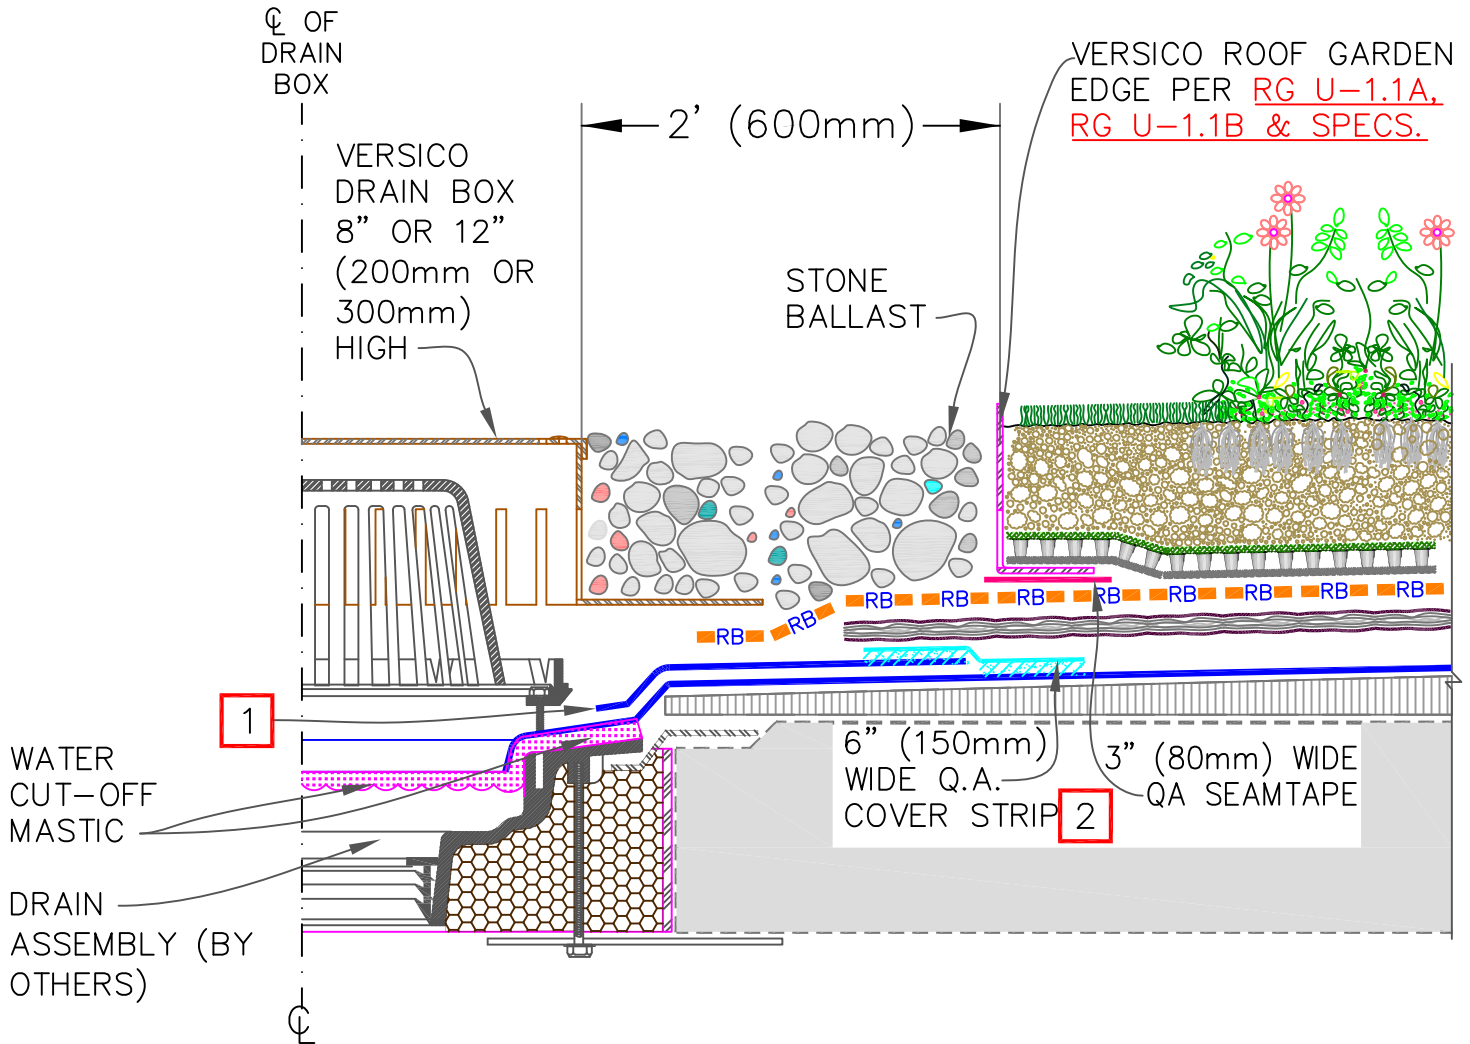 ℄ OF
DRAIN
BOX
VERSICO ROOF GARDEN
EDGE PER RG U-1.1A,
RG U-1.1B & SPECS.
2' (600mm)
VERSICO
DRAIN BOX
8" OR 12"
(200mm OR
300mm)
HIGH
STONE
BALLAST
RB RB RB RB RB RB RB RB RB RB
1
WATER
CUT-OFF
MASTIC
6" (150mm)
WIDE Q.A.
COVER STRIP 2
3" (80mm) WIDE
QA SEAMTAPE
DRAIN
ASSEMBLY (BY
OTHERS)
℄